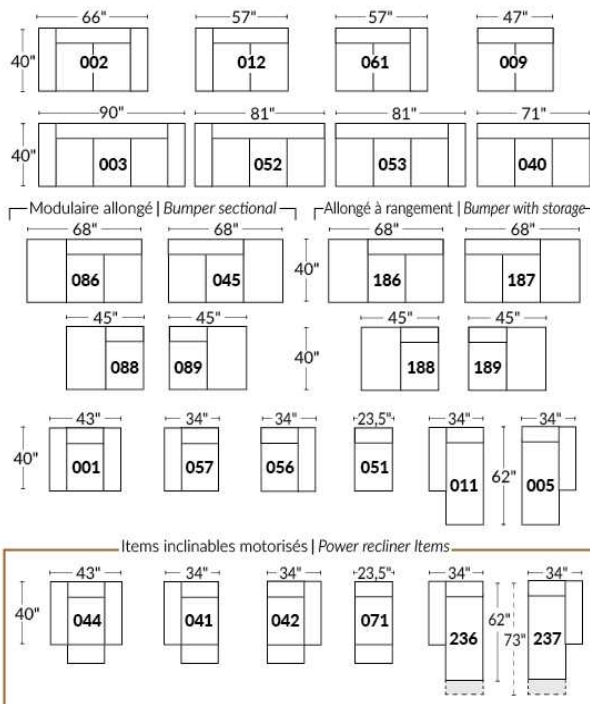 66" 57" 57" 47"
40" 002 012 061 009
90" 81" 81" 71"
40" 003 052 053 040
Modulaire allongé | Bumper sectional Allongé à rangement | Bumper with storage
68" 68" 68" 68"
086 045 40" 186 187
45" 45" 45" 45"
088 089 40" 188 189
43" 34" 34" 23,5" 34" 34"
40" 001 057 056 051 011 62" 005
Items inclinables motorisés | Power recliner Items
43" 34" 34" 23,5" 34" 34"
40" 044 041 042 071 236 62" 73" 237